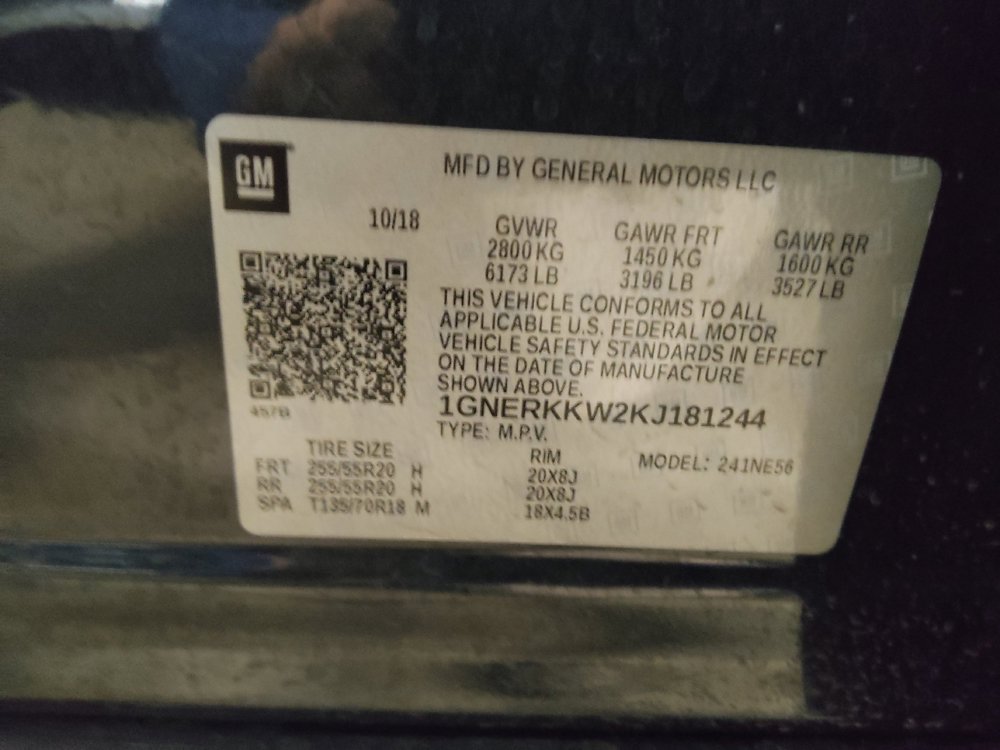 GM
MFD BY GENERAL MOTORS LLC
10/18
GVWR GAWR FRT GAWR RR
2800 KG 1450 KG 1600 KG
6173 LB 3196 LB 3527 LB
THIS VEHICLE CONFORMS TO ALL
APPLICABLE U.S. FEDERAL MOTOR
VEHICLE SAFETY STANDARDS IN EFFECT
ON THE DATE OF MANUFACTURE
SHOWN ABOVE.
457B
1GNERKKW2KJ181244
TYPE: M.P.V.
TIRE SIZE RIM MODEL: 241NE56
FRT 255/55R20 H 20X8J
RR 255/55R20 H 20X8J
SPA T135/70R18 M 18X4.5B